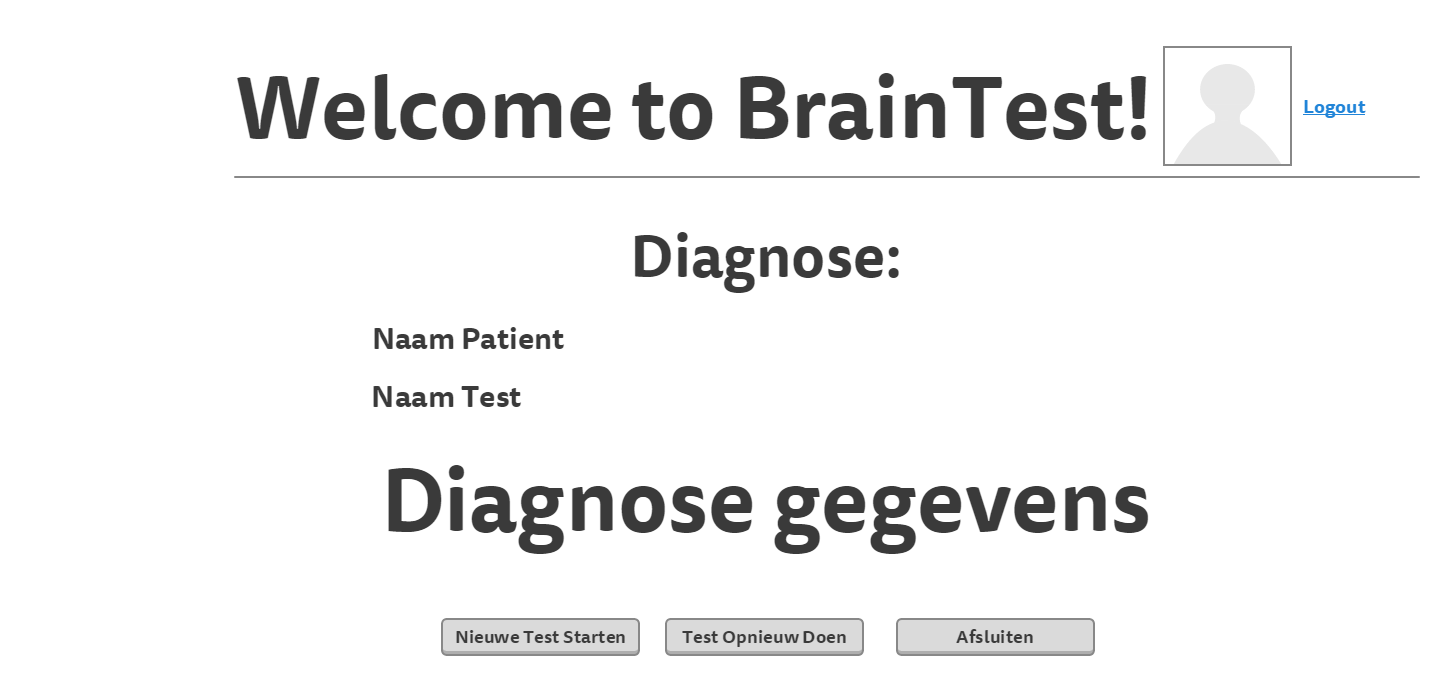 Welcome to BrainTest!
Logout
Diagnose:
Naam Patient
Naam Test
Diagnose gegevens
Nieuwe Test Starten
Test Opnieuw Doen
Afsluiten